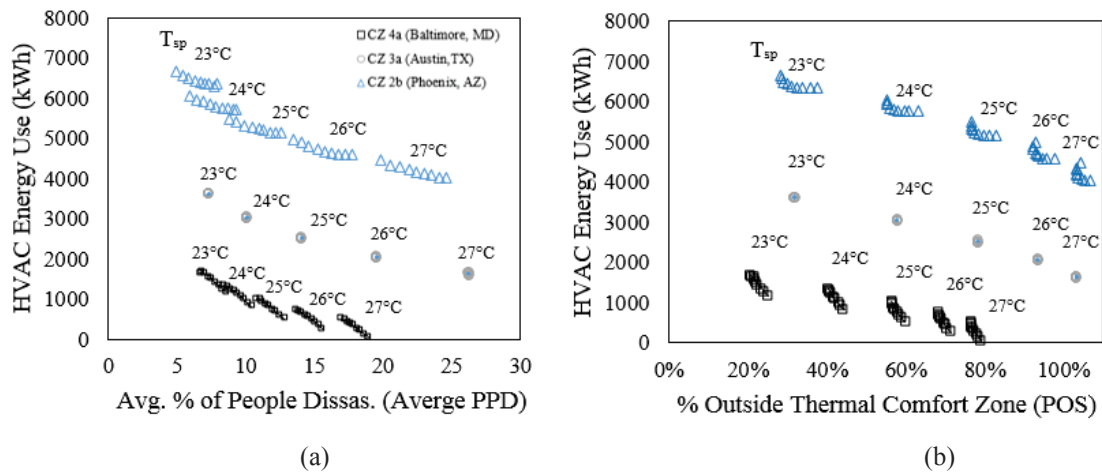 8000
7000
6000
5000
4000
3000
2000
1000
0
HVAC Energy Use (kWh)
T_sp
CZ 4a (Baltimore, MD)
CZ 3a (Austin,TX)
CZ 2b (Phoenix, AZ)
23°C
24°C
25°C
26°C
27°C
23°C
24°C
25°C
26°C
27°C
23°C
24°C
25°C
26°C
27°C
0 5 10 15 20 25 30
Avg. % of People Dissas. (Averge PPD)
(a)
8000
7000
6000
5000
4000
3000
2000
1000
0
HVAC Energy Use (kWh)
T_sp
23°C
24°C
25°C
26°C
27°C
23°C
24°C
25°C
26°C
27°C
23°C
24°C
25°C
26°C
27°C
0% 20% 40% 60% 80% 100%
% Outside Thermal Comfort Zone (POS)
(b)